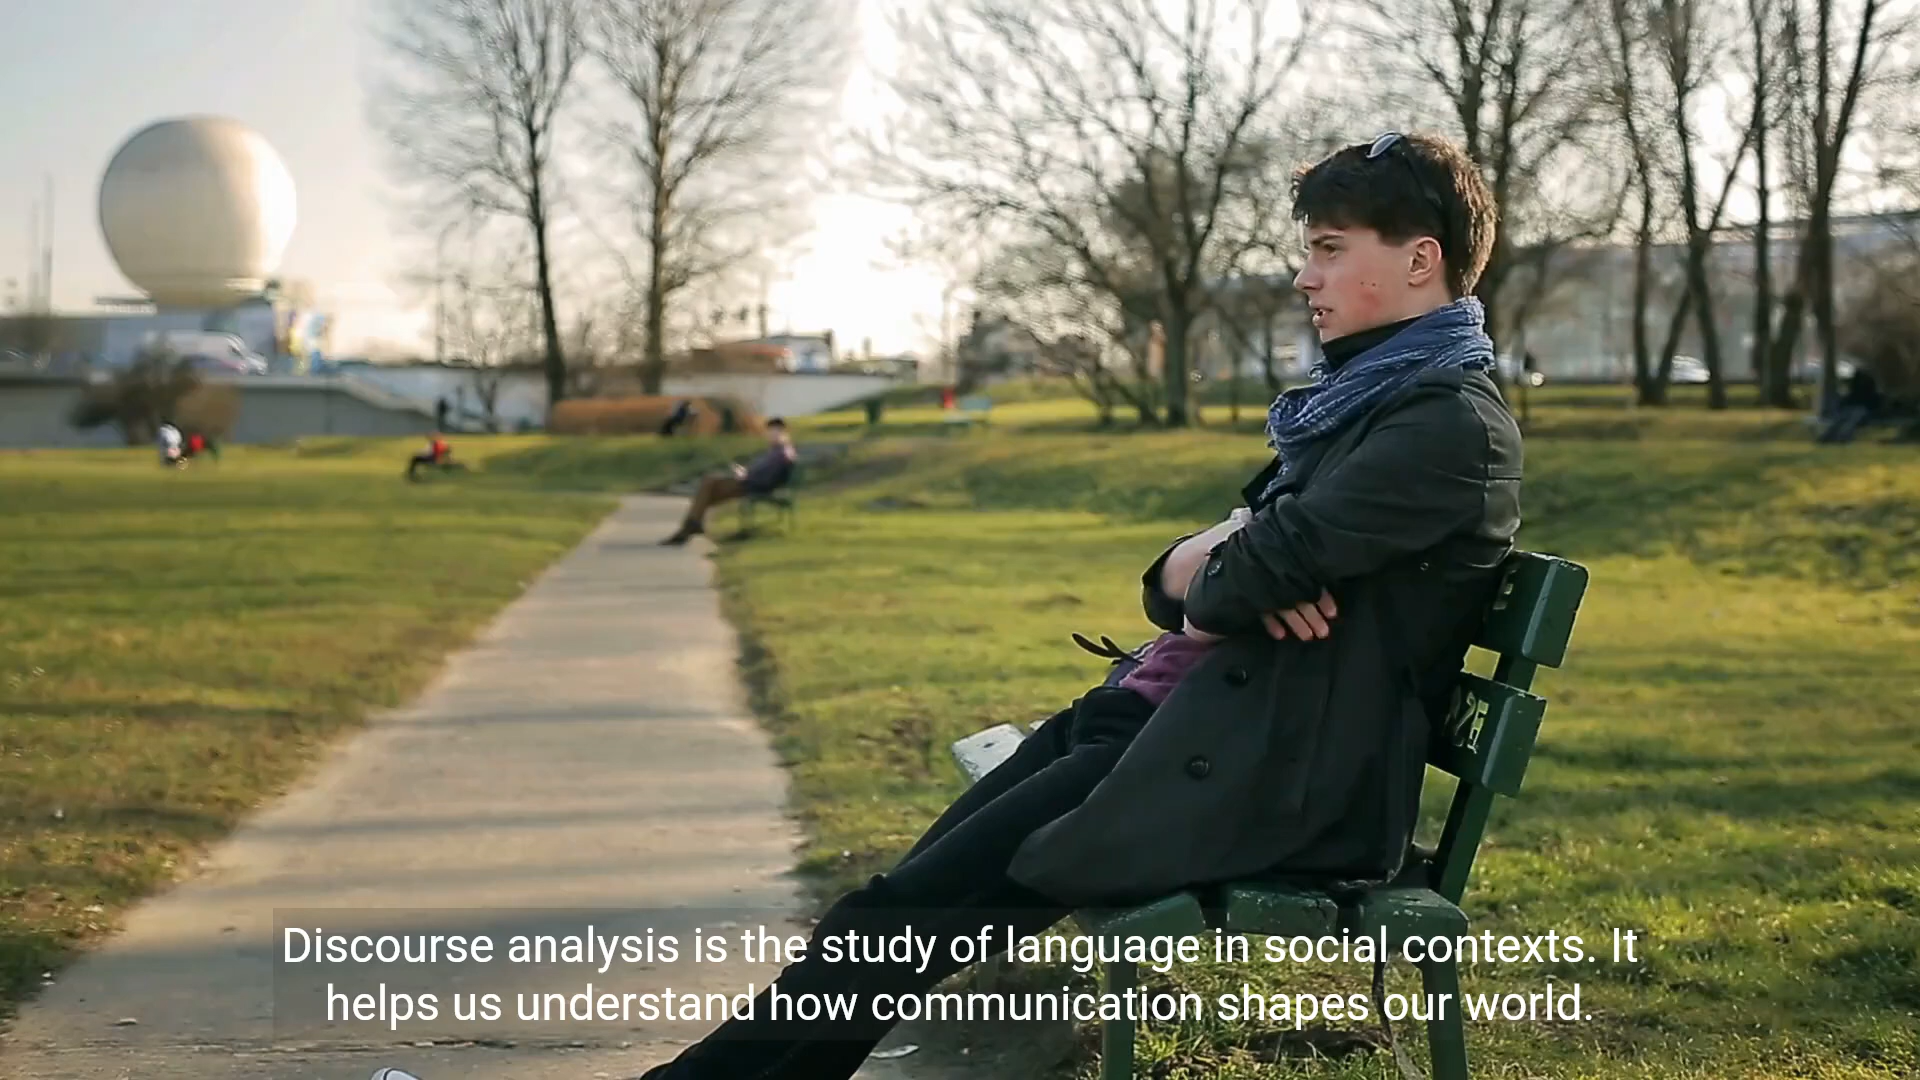 Discourse analysis is the study of language in social contexts. It
helps us understand how communication shapes our world.